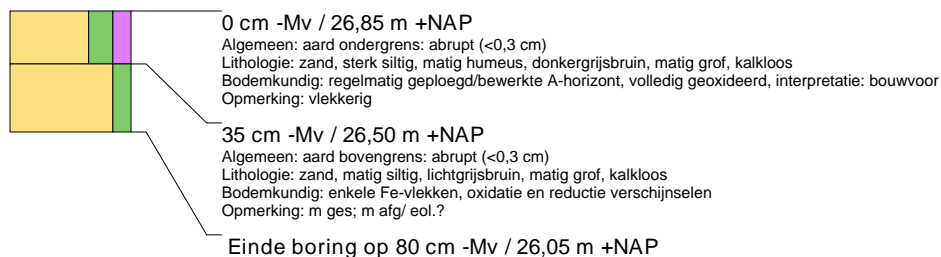 0 cm -Mv / 26,85 m +NAP
Algemeen: aard ondergrens: abrupt (<0,3 cm)
Lithologie: zand, sterk siltig, matig humeus, donkergrijsbruin, matig grof, kalkloos
Bodemkundig: regelmatig geploegd/bewerkte A-horizont, volledig geoxideerd, interpretatie: bouwvoor
Opmerking: vlekkerig
35 cm -Mv / 26,50 m +NAP
Algemeen: aard bovengrens: abrupt (<0,3 cm)
Lithologie: zand, matig siltig, lichtgrijsbruin, matig grof, kalkloos
Bodemkundig: enkele Fe-vlekken, oxidatie en reductie verschijnselen
Opmerking: m ges; m afg/ eol.?
Einde boring op 80 cm -Mv / 26,05 m +NAP